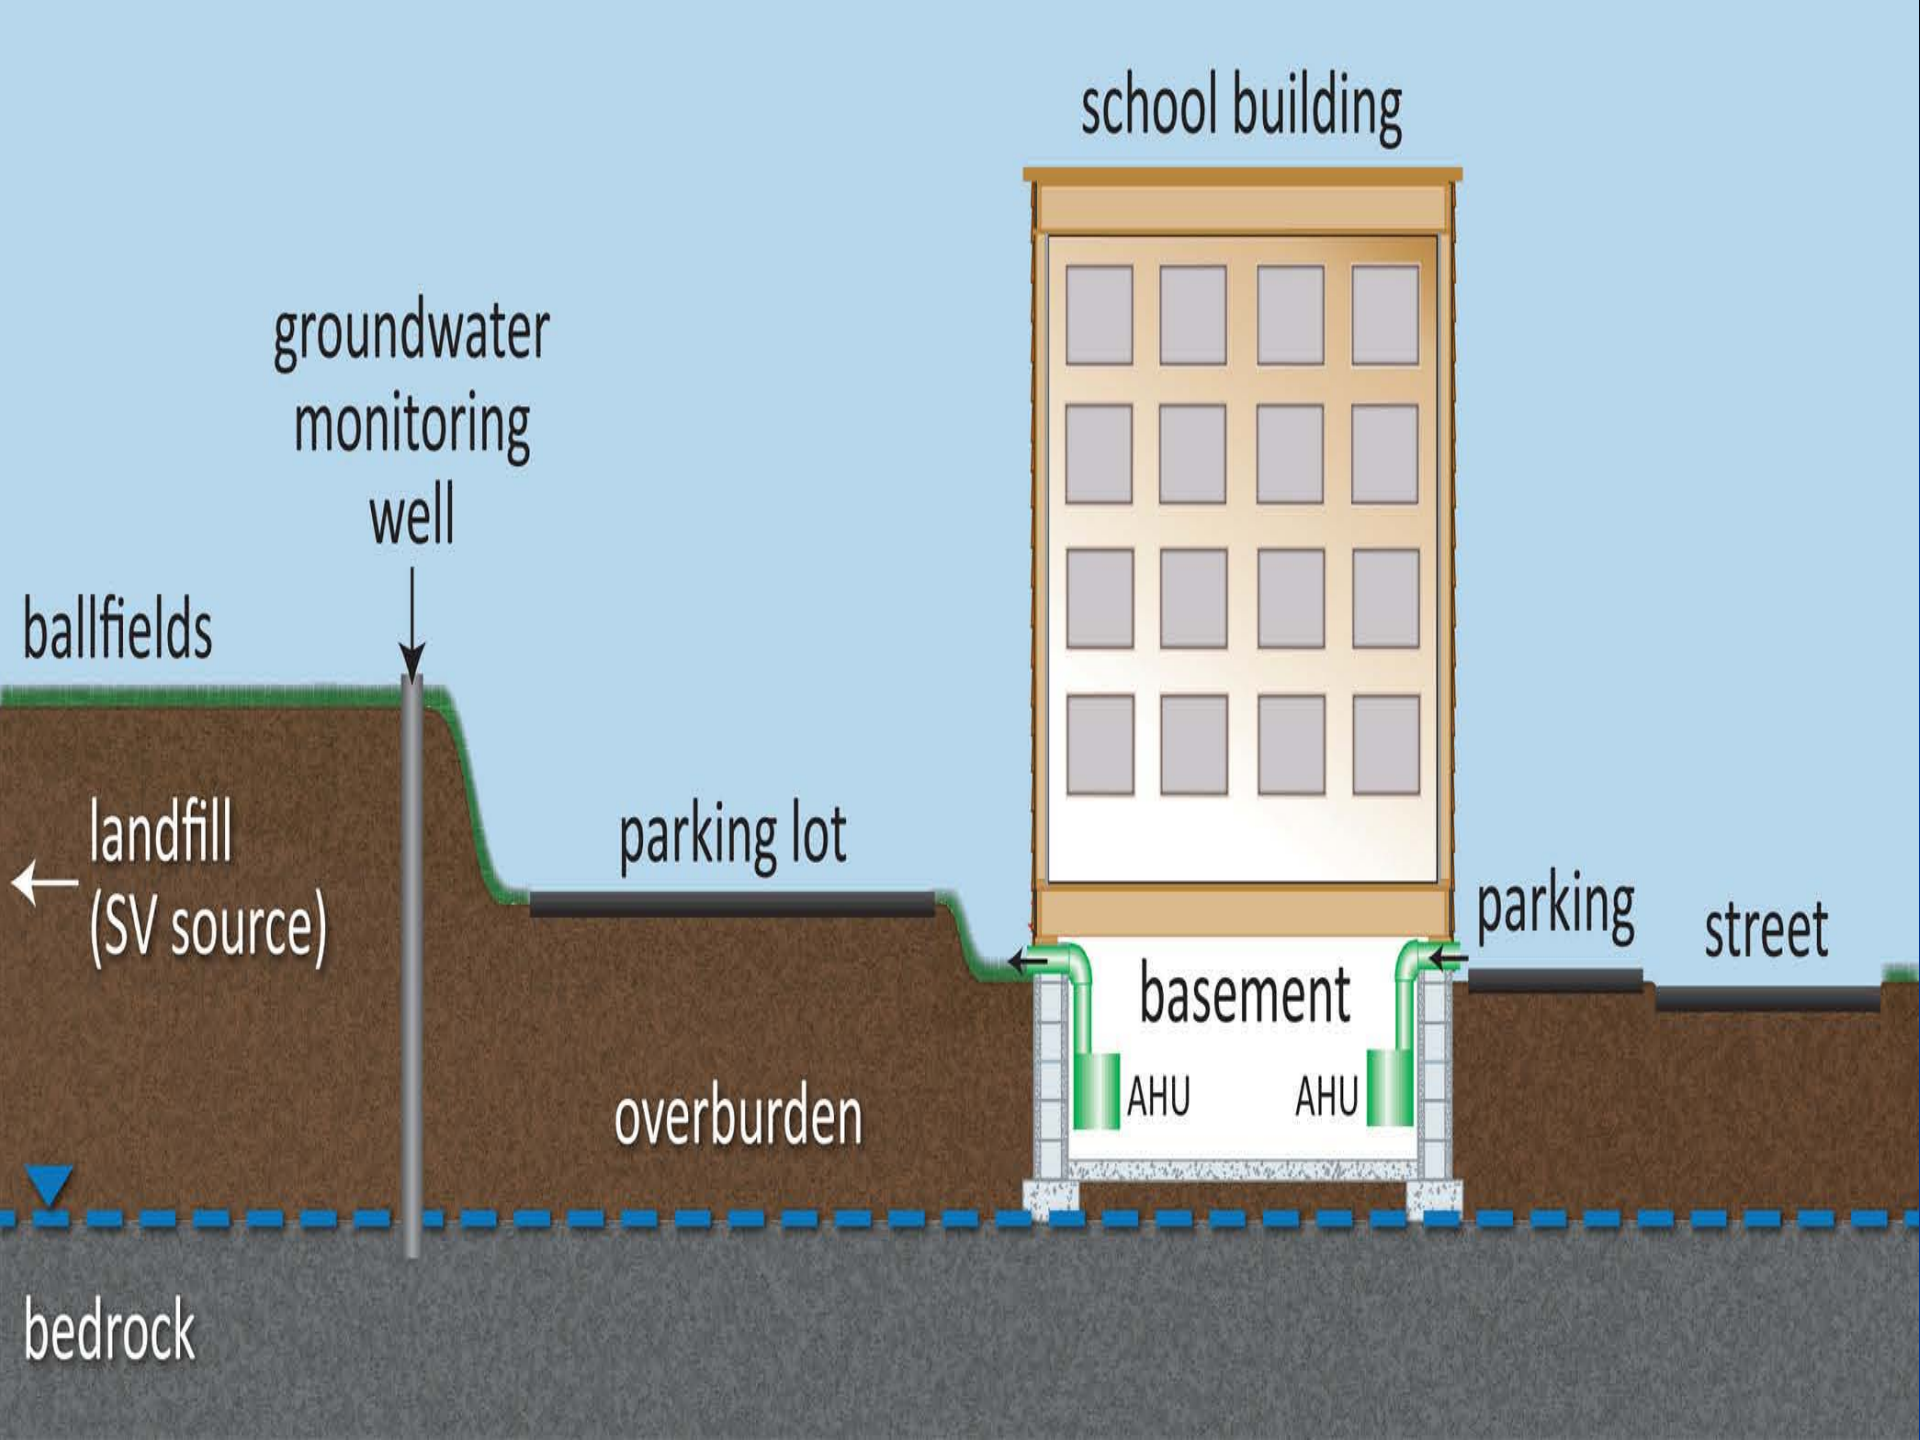 school building
groundwater
monitoring
well
ballfields
landfill
(SV source)
parking lot
parking
street
basement
AHU
AHU
overburden
bedrock